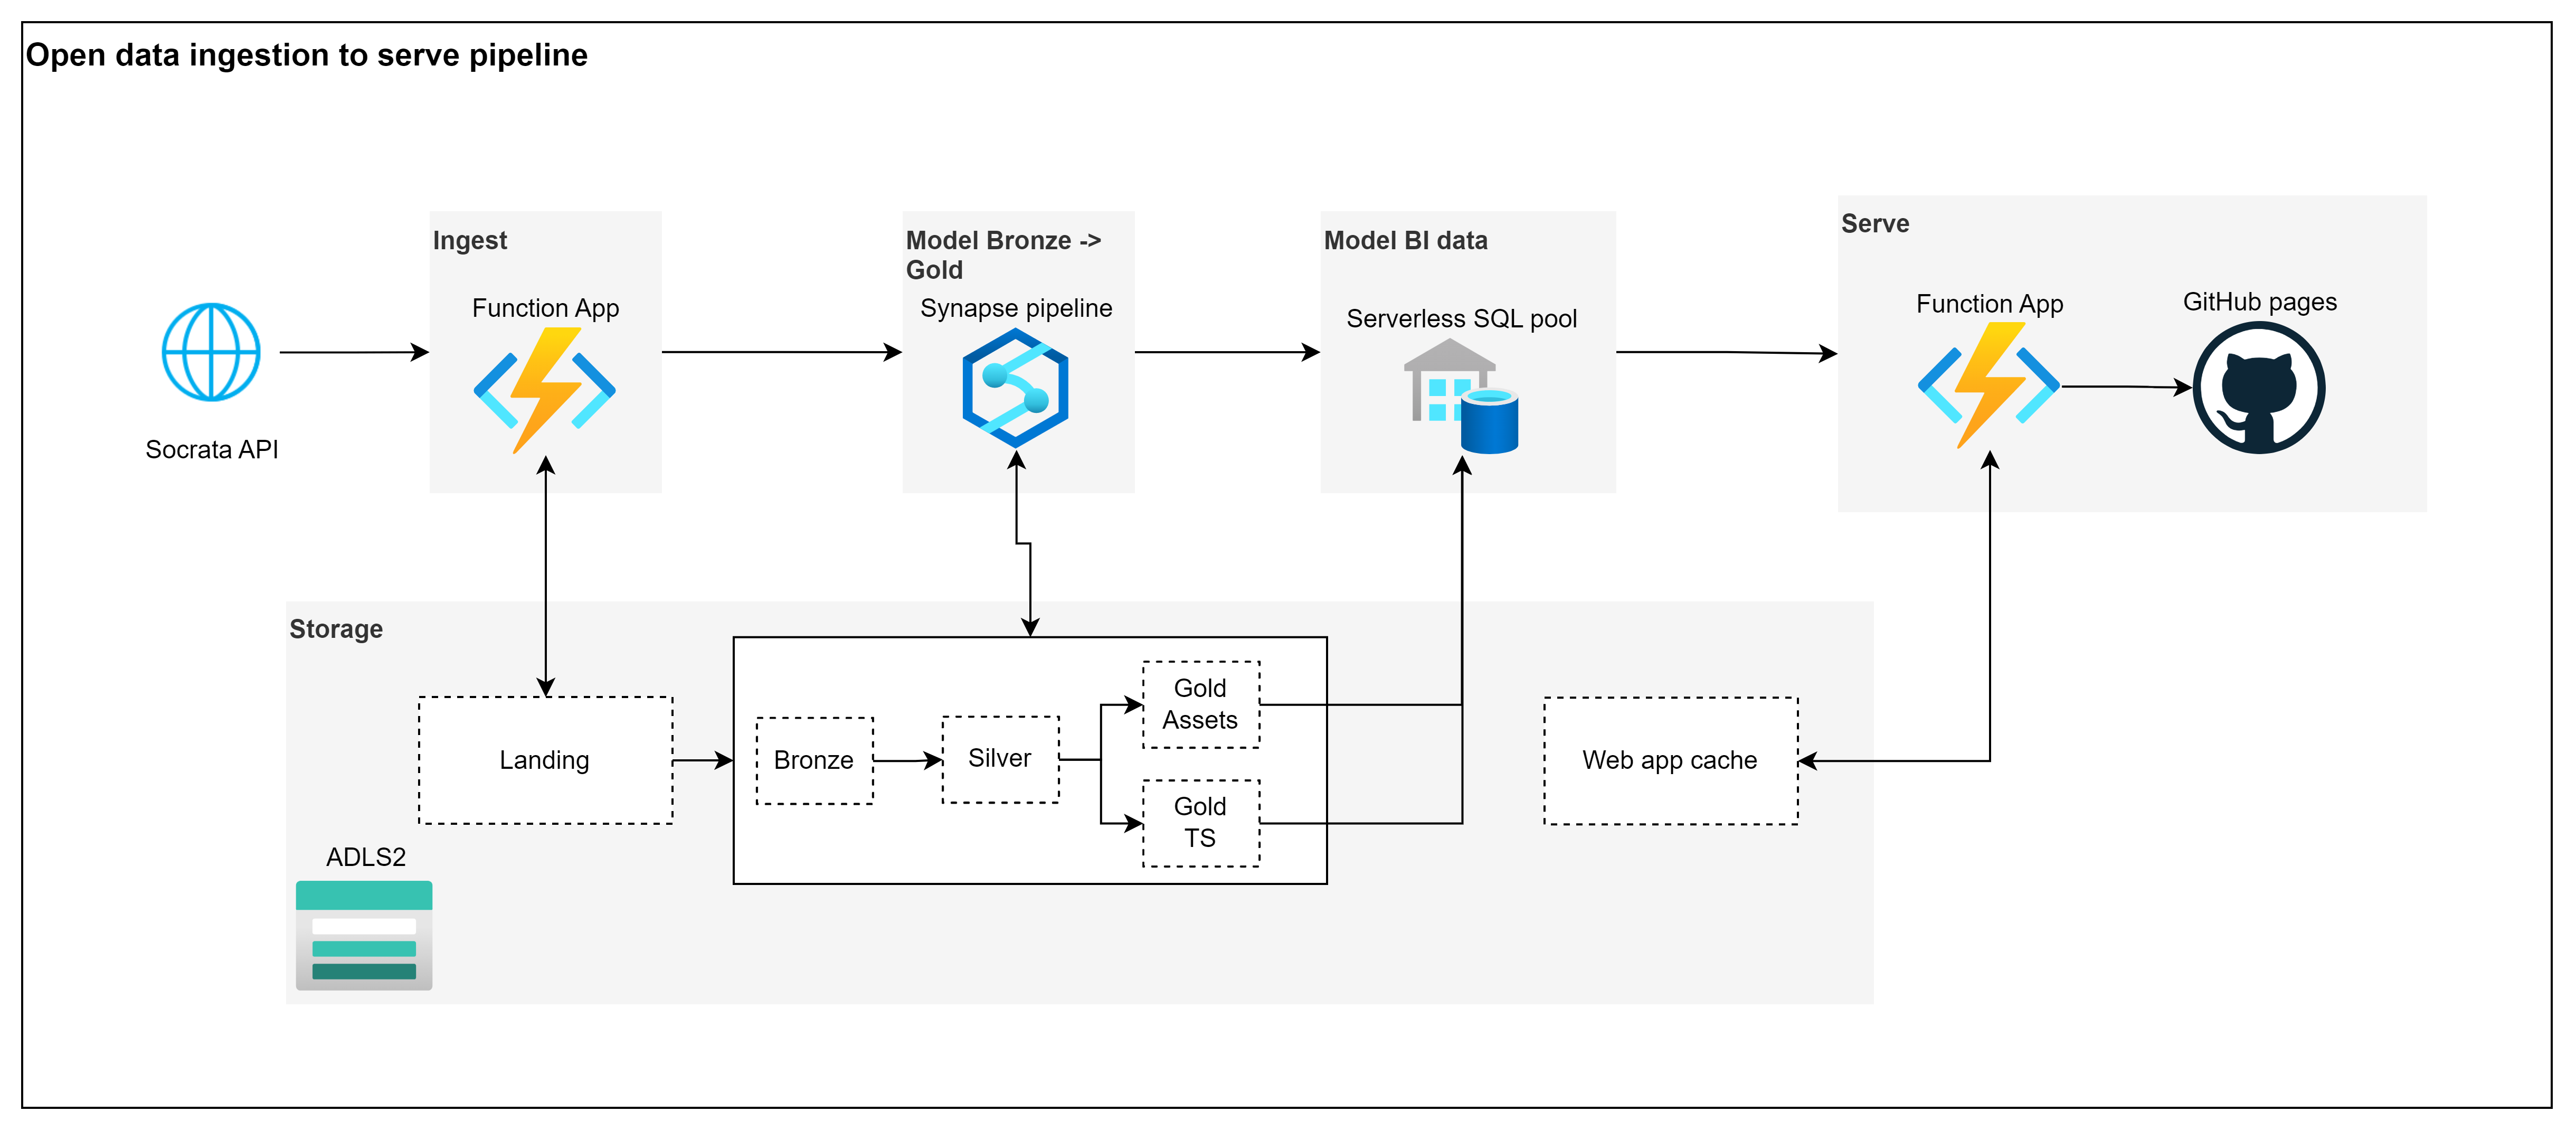 Open data ingestion to serve pipeline
Ingest
Function App
Model Bronze ->
Gold
Synapse pipeline
Model BI data
Serverless SQL pool
Serve
Function App
GitHub pages
Socrata API
Storage
Landing
Bronze
Silver
Gold
Assets
Gold
TS
Web app cache
ADLS2